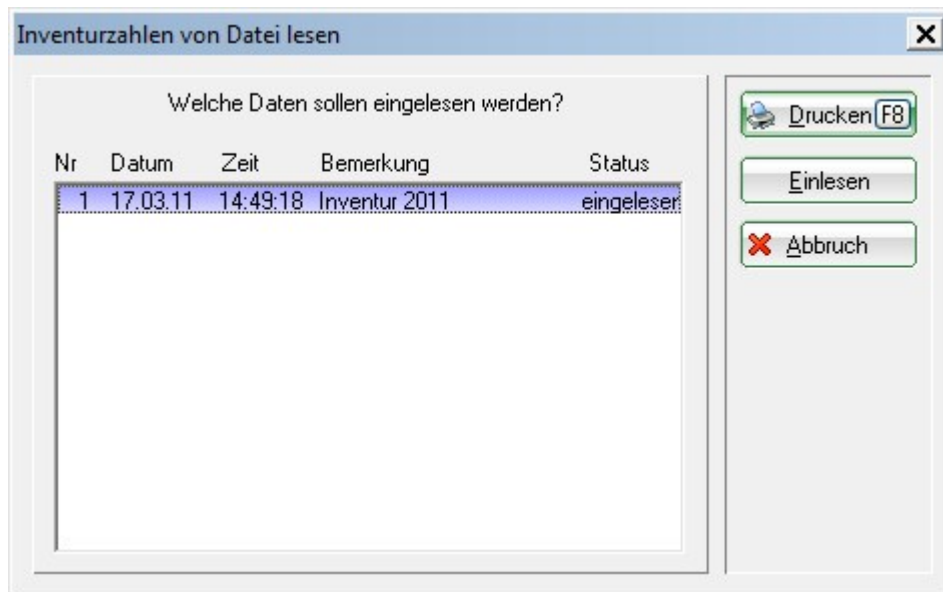 Inventurzahlen von Datei lesen
Welche Daten sollen eingelesen werden?
Nr Datum Zeit Bemerkung Status
1 17.03.11 14:49:18 Inventur 2011 eingelesen
Drucken F8
Einlesen
Abbruch